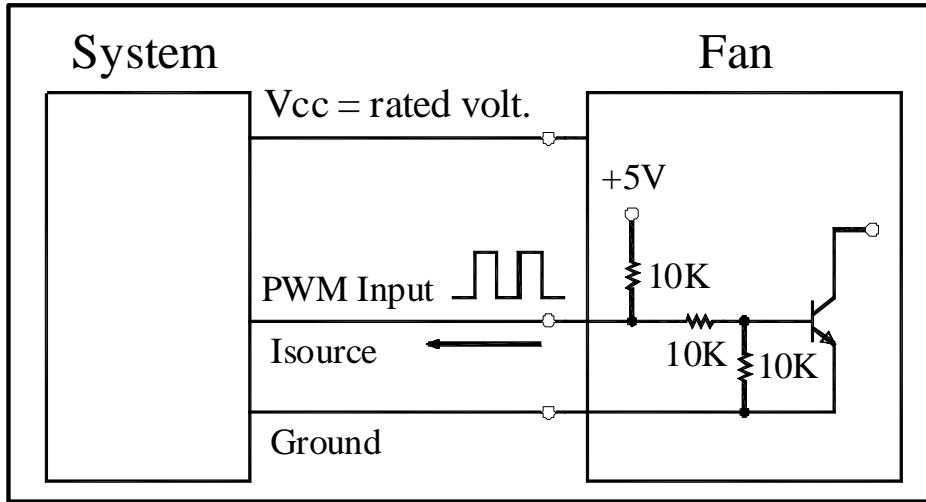 System
Fan
Vcc = rated volt.
+5V
10K
PWM Input
Isource
10K
10K
Ground